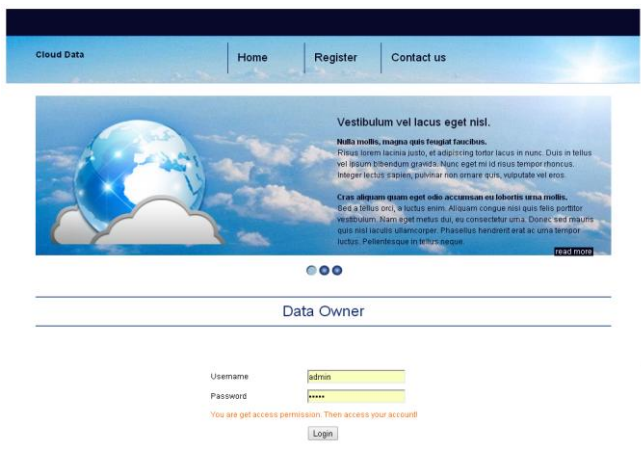 Cloud Data
Home
Register
Contact us
Vestibulum vel lacus eget nisl.
Nulla mollis, magna quis feugiat faucibus.
Risus lorem lacinia justo, et adipiscing tortor lacus in nunc. Duis in tellus
vel ipsum bibendum gravida. Nunc eget mi id risus tempor rhoncus.
Integer lectus sapien, pulvinar non ornare quis, vulputate vel eros.
Cras aliquam quam eget odio accumsan eu lobortis urna mollis.
Sed a tellus orci, a luctus enim. Aliquam congue nisi quis felis porttitor
vestibulum. Nam eget metus dui, eu consectetur urna. Donec sed mauris
quis nisl iaculis ullamcorper. Phasellus hendrerit erat ac urna tempor
luctus. Pellentesque in tellus neque.
read more
Data Owner
Username
admin
Password
•••••
You are get access permission. Then access your account!
Login